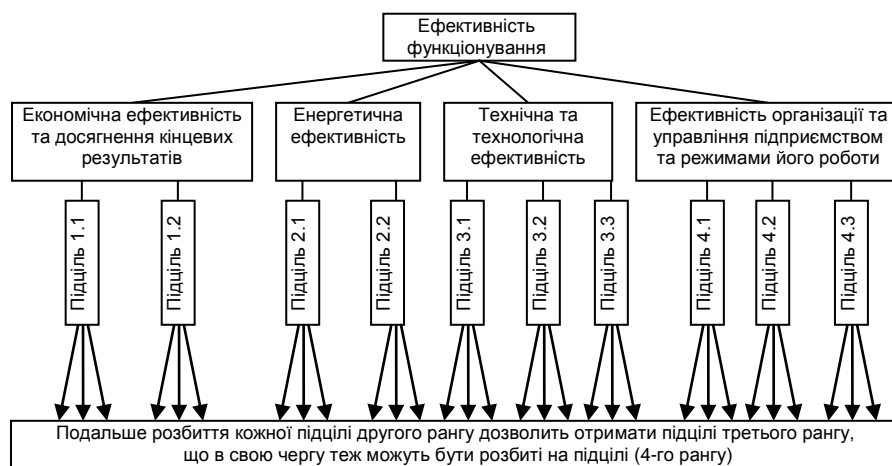 Ефективність
функціонування
Економічна ефективність
та досягнення кінцевих
результатів
Енергетична
ефективність
Технічна та
технологічна
ефективність
Ефективність організації та
управління підприємством
та режимами його роботи
Підціль 1.1
Підціль 1.2
Підціль 2.1
Підціль 2.2
Підціль 3.1
Підціль 3.2
Підціль 3.3
Підціль 4.1
Підціль 4.2
Підціль 4.3
Подальше розбиття кожної підцілі другого рангу дозволить отримати підцілі третього рангу,
що в свою чергу теж можуть бути розбиті на підцілі (4-го рангу)